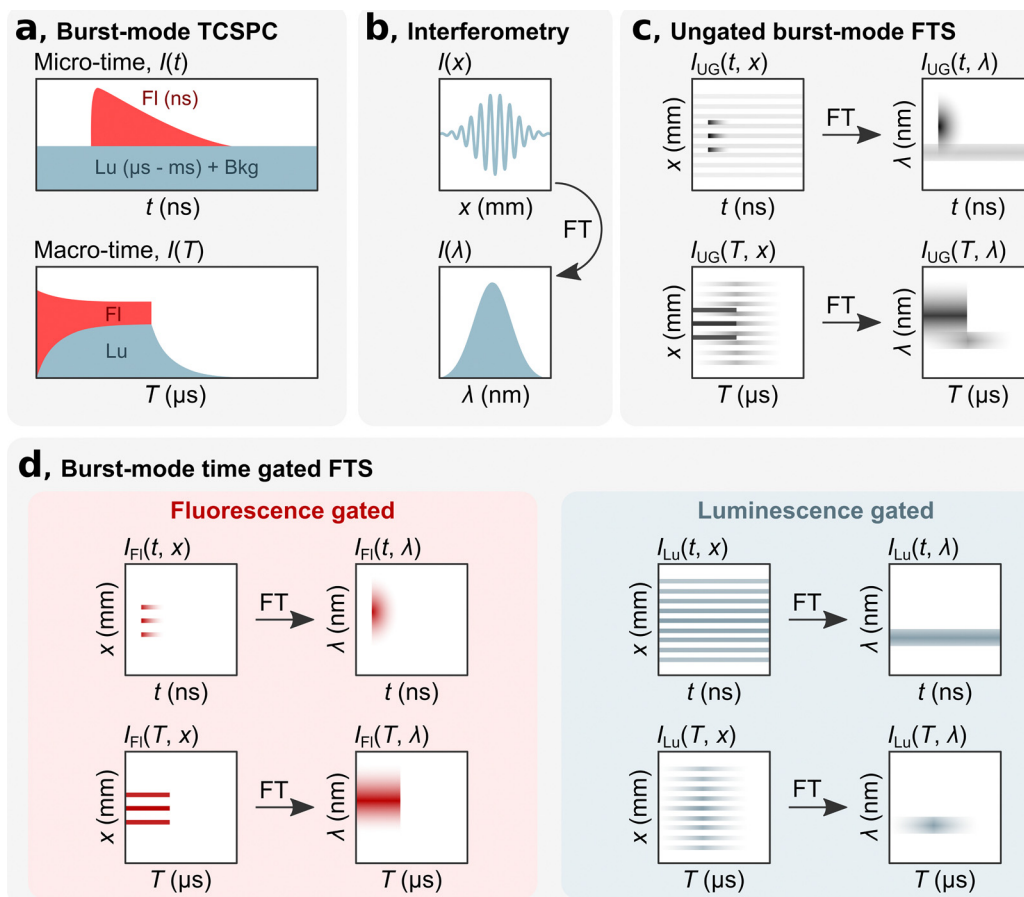 a, Burst-mode TCSPC
Micro-time, I(t)
Fl (ns)
Lu (µs - ms) + Bkg
t (ns)
Macro-time, I(T)
Fl
Lu
T (µs)
b, Interferometry
I(x)
x (mm)
FT
I(λ)
λ (nm)
c, Ungated burst-mode FTS
I_UG(t, x)
x (mm)
t (ns)
FT
I_UG(t, λ)
λ (nm)
t (ns)
I_UG(T, x)
x (mm)
T (µs)
FT
I_UG(T, λ)
λ (nm)
T (µs)
d, Burst-mode time gated FTS
Fluorescence gated
I_Fl(t, x)
x (mm)
t (ns)
FT
I_Fl(t, λ)
λ (nm)
t (ns)
I_Fl(T, x)
x (mm)
T (µs)
FT
I_Fl(T, λ)
λ (nm)
T (µs)
Luminescence gated
I_Lu(t, x)
x (mm)
t (ns)
FT
I_Lu(t, λ)
λ (nm)
t (ns)
I_Lu(T, x)
x (mm)
T (µs)
FT
I_Lu(T, λ)
λ (nm)
T (µs)